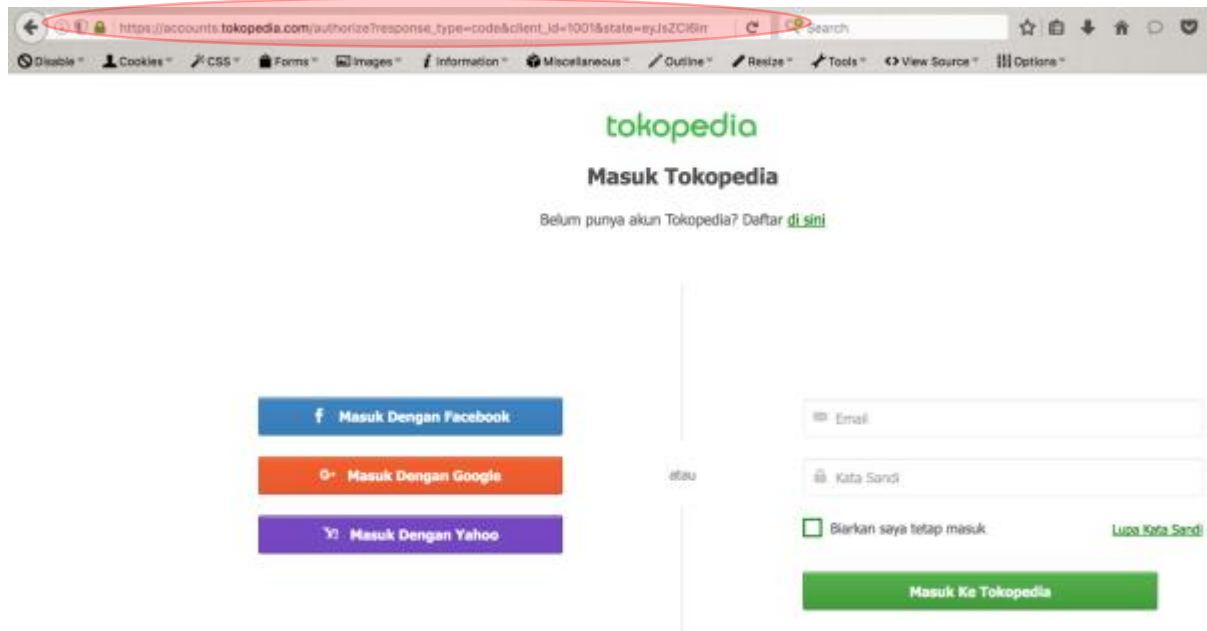 https://accounts.tokopedia.com/authorize?response_type=code&client_id=1001&state= Search
Disable Cookies CSS Forms Images Information Miscellaneous Outline Resize Tools View Source Options
tokopedia
Masuk Tokopedia
Belum punya akun Tokopedia? Daftar di sini
f Masuk Dengan Facebook
G+ Masuk Dengan Google
Masuk Dengan Yahoo
atau
Email
Kata Sandi
Biarkan saya tetap masuk Lupa Kata Sandi
Masuk Ke Tokopedia